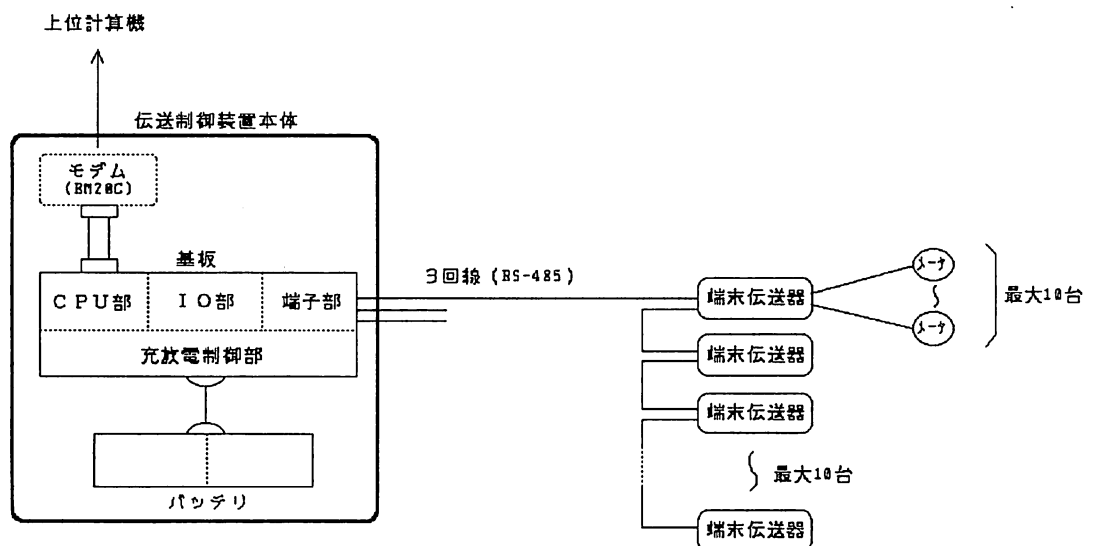 上位計算機
伝送制御装置本体
モデム
(BM20C)
基板
CPU部
IO部
端子部
充放電制御部
バッテリ
3回線(RS-485)
端末伝送器
メータ
メータ
最大10台
端末伝送器
端末伝送器
最大10台
端末伝送器